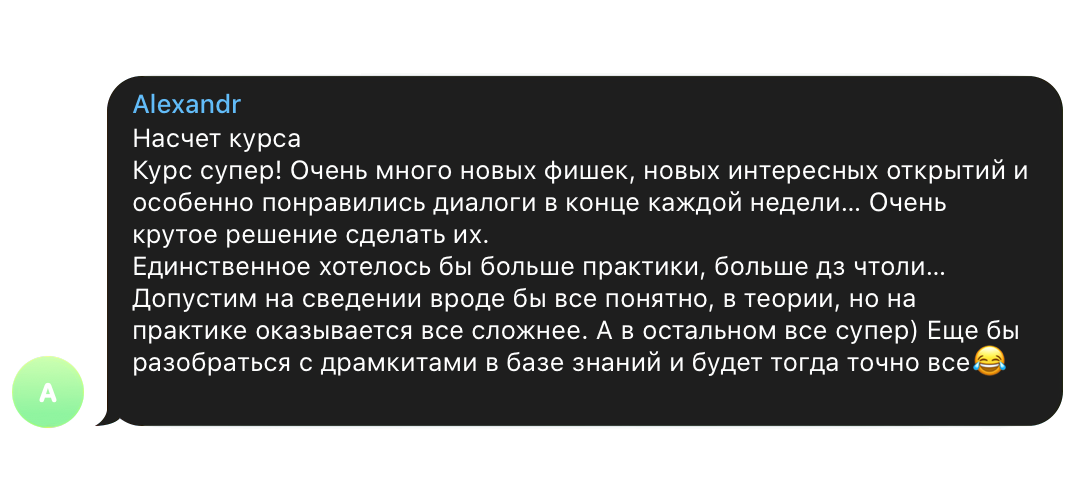 Alexandr
Насчет курса
Курс супер! Очень много новых фишек, новых интересных открытий и
особенно понравились диалоги в конце каждой недели... Очень
крутое решение сделать их.
Единственное хотелось бы больше практики, больше дз чтоли...
Допустим на сведении вроде бы все понятно, в теории, но на
практике оказывается все сложнее. А в остальном все супер) Еще бы
разобраться с драмкитами в базе знаний и будет тогда точно все😂
A